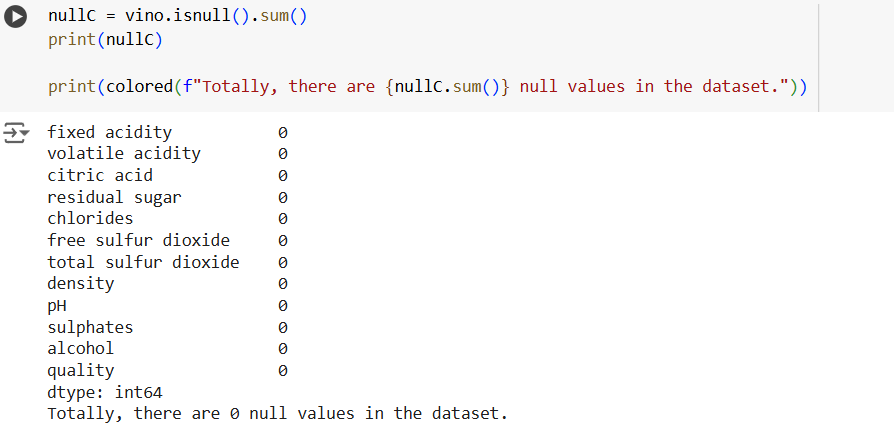 nullC = vino.isnull().sum()
print(nullC)
print(colored(f"Totally, there are {nullC.sum()} null values in the dataset."))
fixed acidity 0
volatile acidity 0
citric acid 0
residual sugar 0
chlorides 0
free sulfur dioxide 0
total sulfur dioxide 0
density 0
pH 0
sulphates 0
alcohol 0
quality 0
dtype: int64
Totally, there are 0 null values in the dataset.